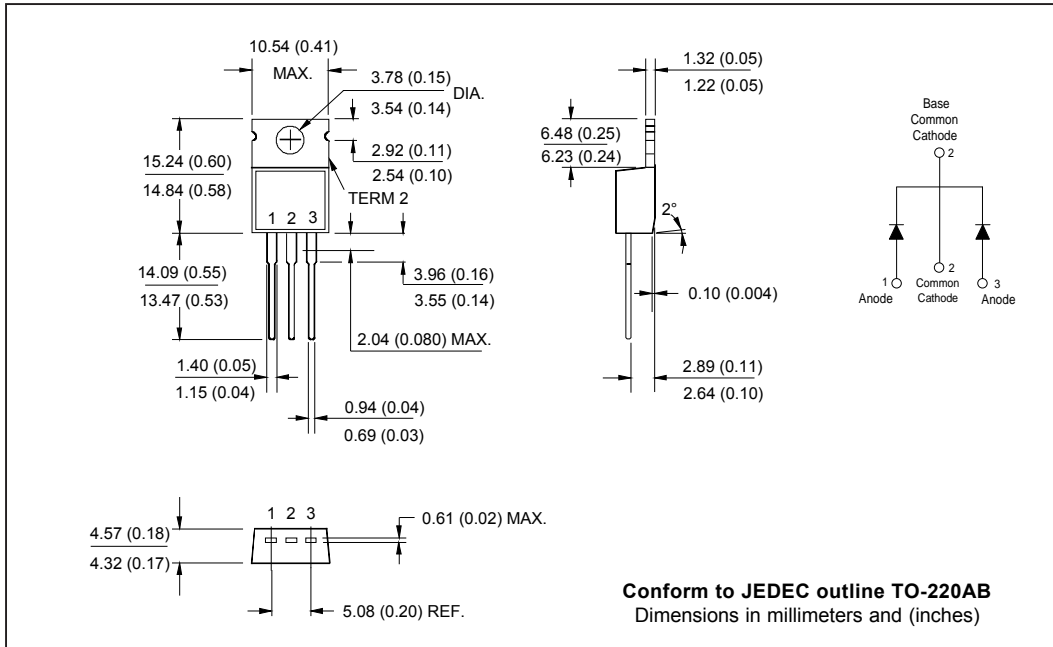 10.54 (0.41)
MAX.
3.78 (0.15)
3.54 (0.14)
DIA.
15.24 (0.60)
14.84 (0.58)
2.92 (0.11)
2.54 (0.10)
TERM 2
1 2 3
14.09 (0.55)
13.47 (0.53)
3.96 (0.16)
3.55 (0.14)
2.04 (0.080) MAX.
1.40 (0.05)
1.15 (0.04)
0.94 (0.04)
0.69 (0.03)
1.32 (0.05)
1.22 (0.05)
6.48 (0.25)
6.23 (0.24)
2°
0.10 (0.004)
2.89 (0.11)
2.64 (0.10)
Base
Common
Cathode
2
1
Anode
2
Common
Cathode
3
Anode
1 2 3
4.57 (0.18)
4.32 (0.17)
0.61 (0.02) MAX.
5.08 (0.20) REF.
Conform to JEDEC outline TO-220AB
Dimensions in millimeters and (inches)